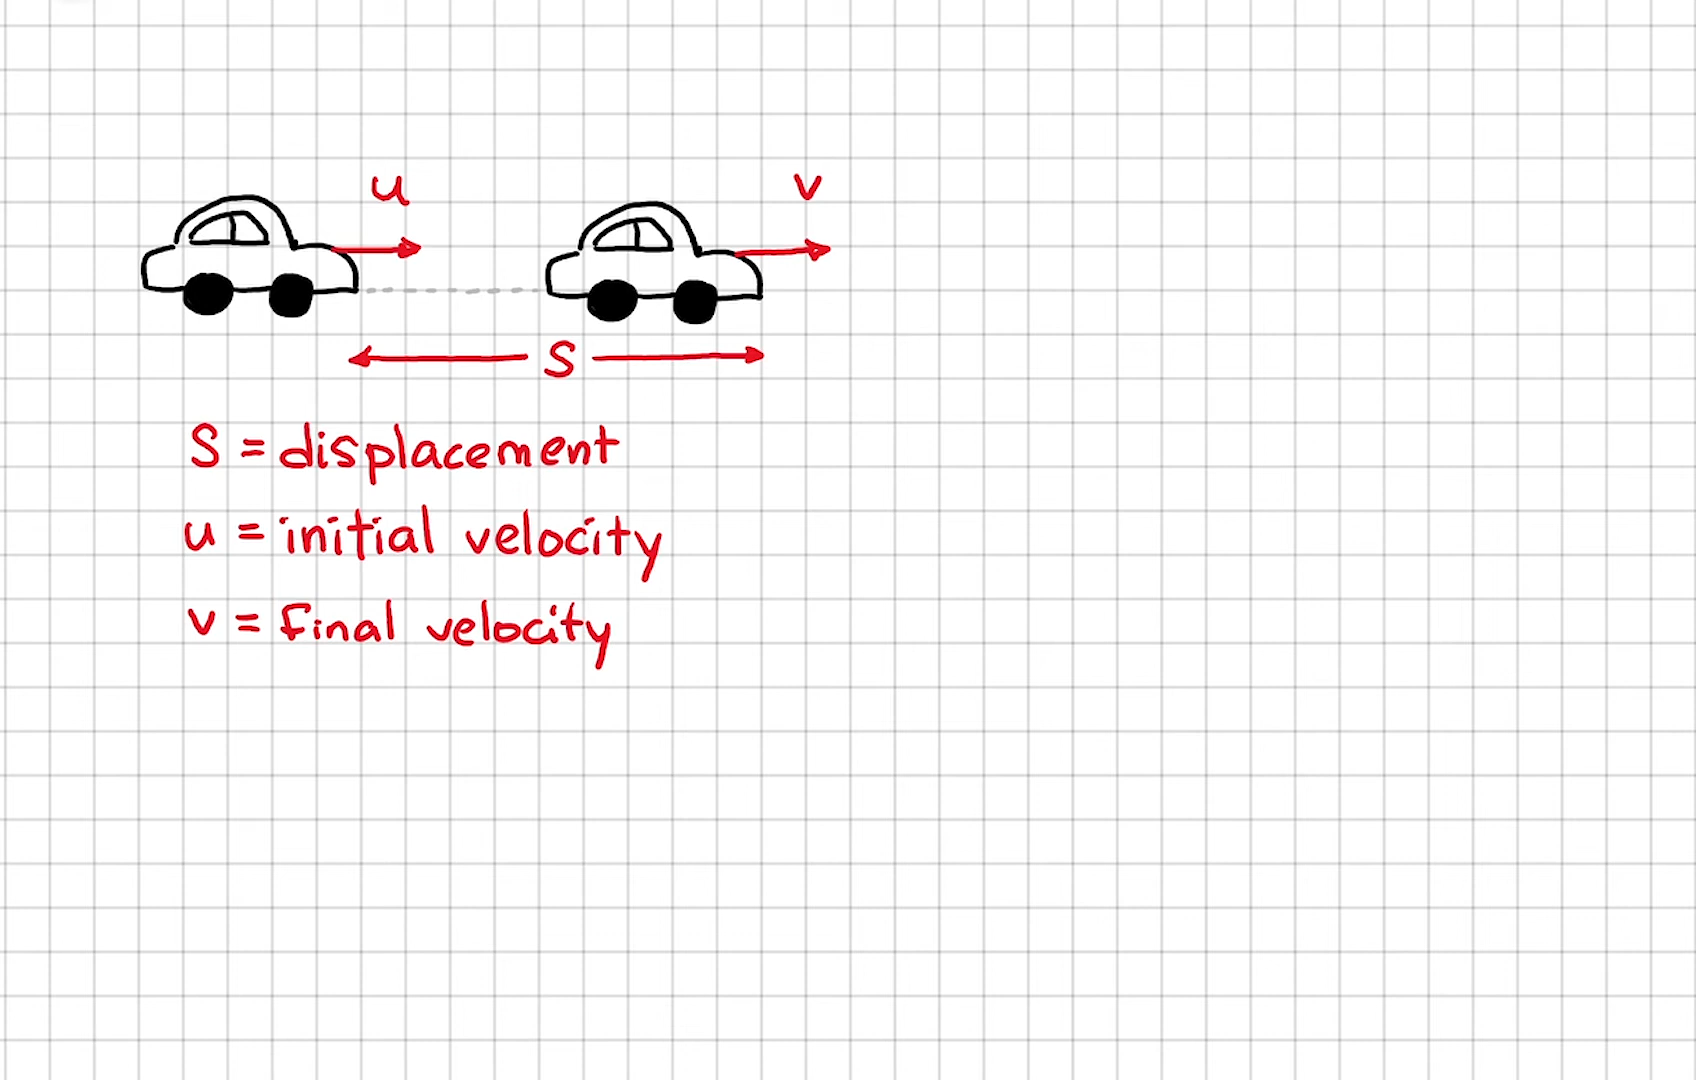 u v
S
S = displacement
u = initial velocity
v = final velocity